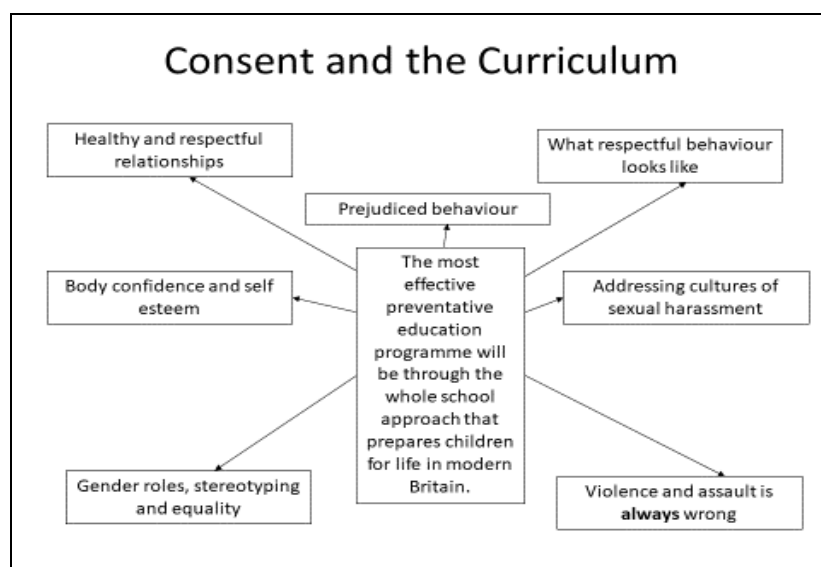 Consent and the Curriculum
Healthy and respectful
relationships
What respectful behaviour
looks like
Prejudiced behaviour
The most
effective
preventative
education
programme will
be through the
whole school
approach that
prepares children
for life in modern
Britain.
Body confidence and self
esteem
Addressing cultures of
sexual harassment
Gender roles, stereotyping
and equality
Violence and assault is
always wrong